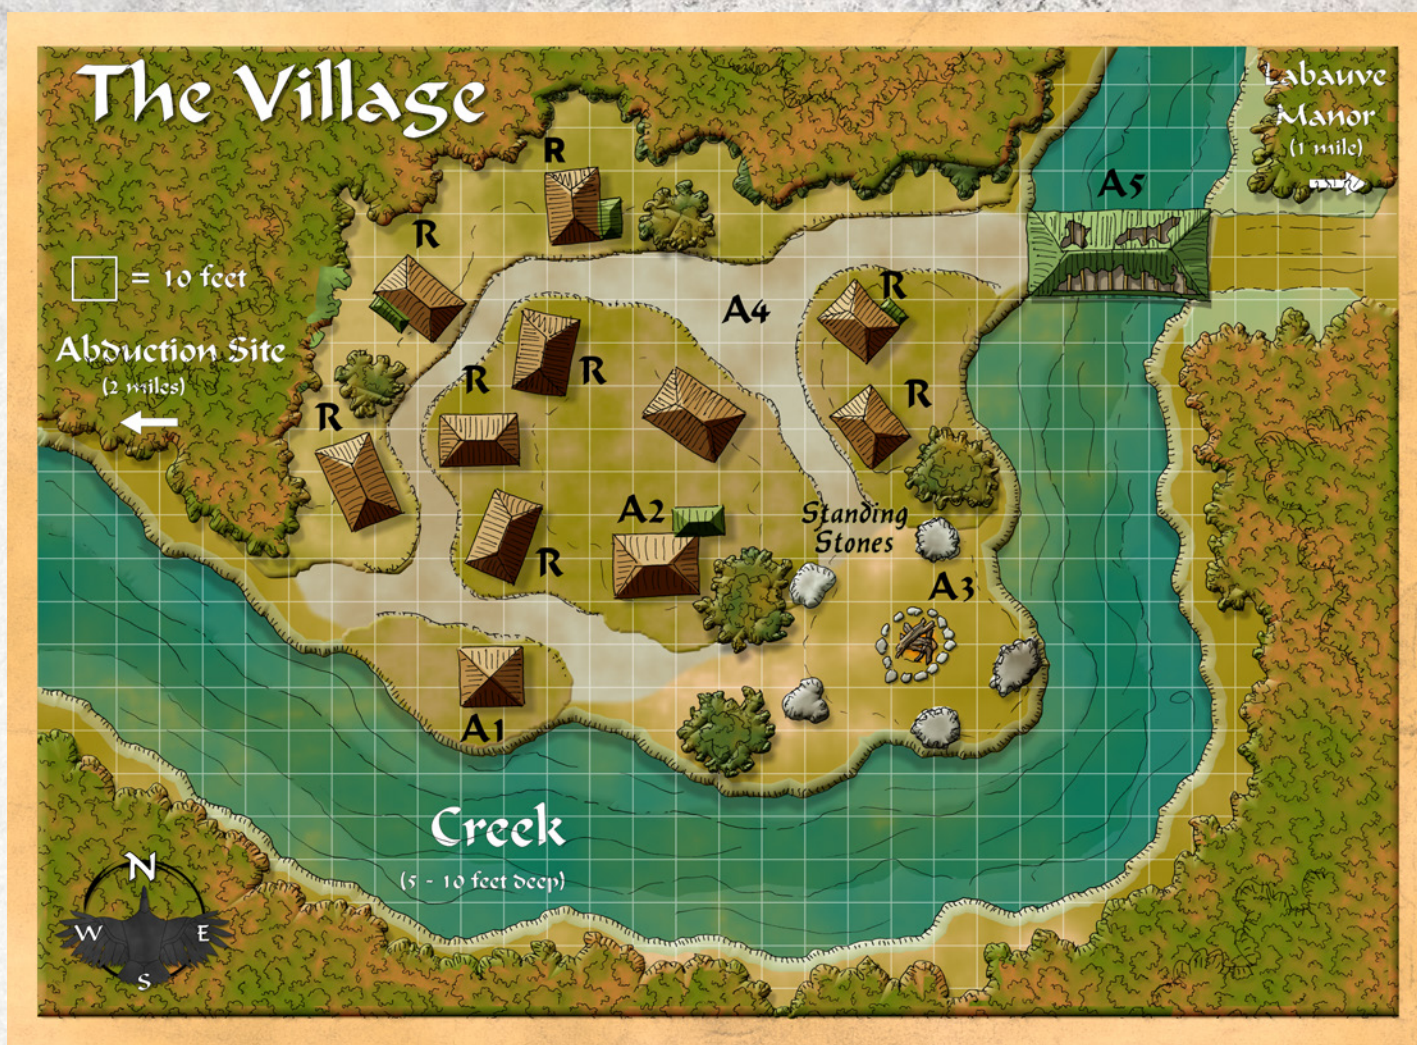 The Village
Labauve
Manor
(1 mile)
R
A5
R
= 10 feet
R
A4
Abduction Site
(2 miles)
R
R
R
R
A2
Standing
Stones
R
A3
A1
Creek
(5 - 10 feet deep)
N
W E
S